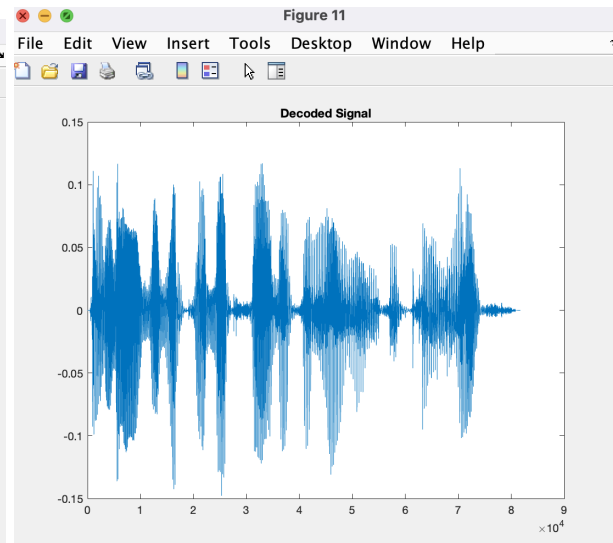 Figure 11
File Edit View Insert Tools Desktop Window Help
Decoded Signal
0.15
0.1
0.05
0
-0.05
-0.1
-0.15
0 1 2 3 4 5 6 7 8 9
×10⁴